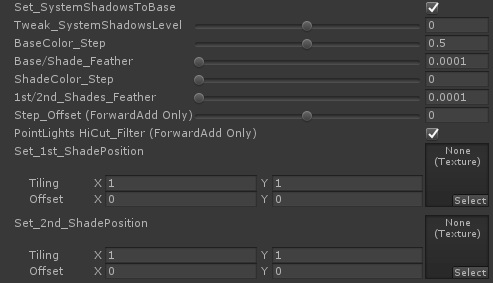 Set_SystemShadowsToBase
Tweak_SystemShadowsLevel 0
BaseColor_Step 0.5
Base/Shade_Feather 0.0001
ShadeColor_Step 0
1st/2nd_Shades_Feather 0.0001
Step_Offset (ForwardAdd Only) 0
PointLights HiCut_Filter (ForwardAdd Only)
Set_1st_ShadePosition None
(Texture)
Tiling X 1 Y 1
Offset X 0 Y 0 Select
Set_2nd_ShadePosition None
(Texture)
Tiling X 1 Y 1
Offset X 0 Y 0 Select